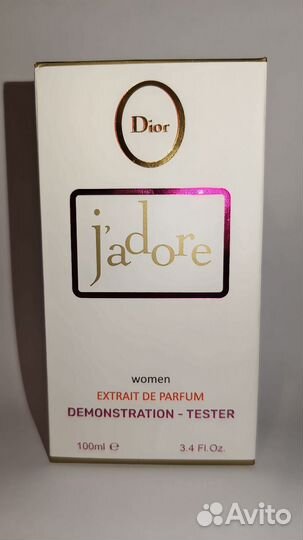 Dior
j'adore
women
EXTRAIT DE PARFUM
DEMONSTRATION - TESTER
100ml ℮ 3.4 Fl.Oz.
Avito